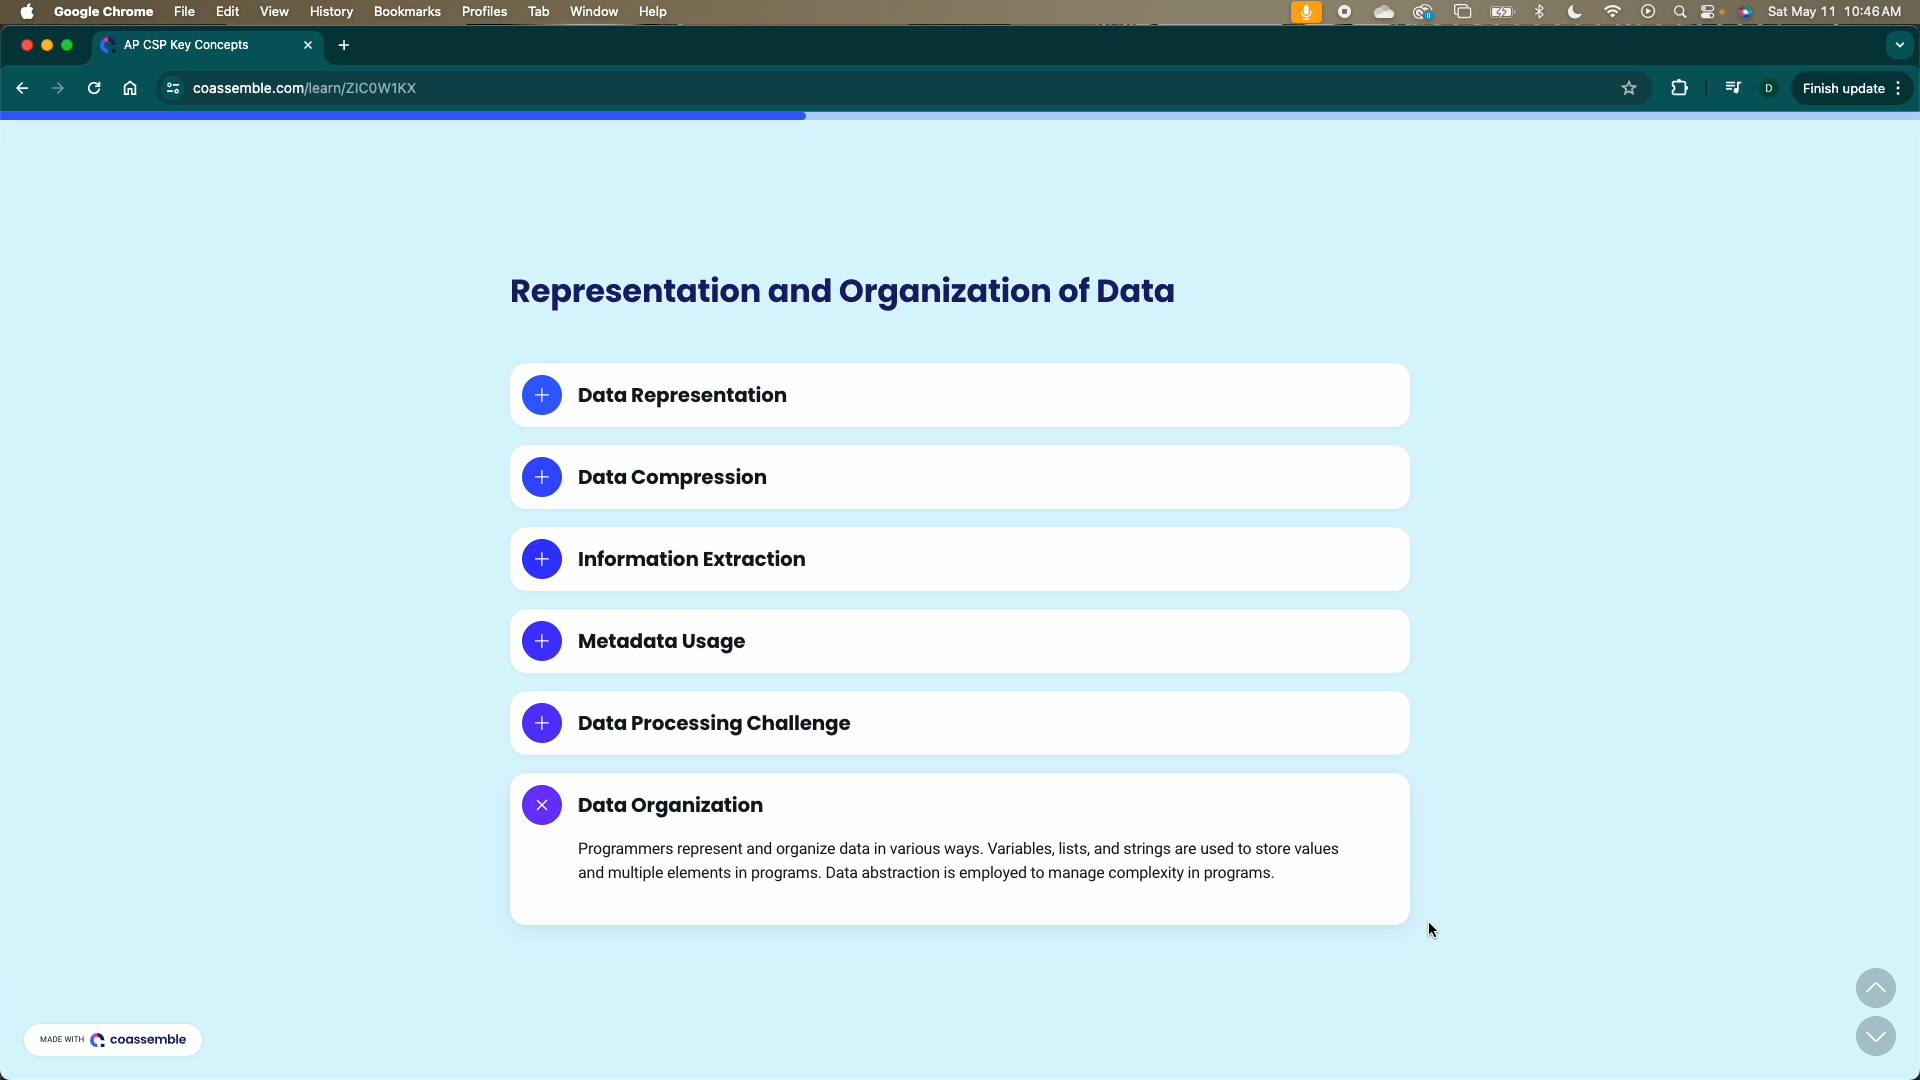 Google Chrome File Edit View History Bookmarks Profiles Tab Window Help Sat May 11 10:46 AM
AP CSP Key Concepts
coassemble.com/learn/ZIC0W1KX D Finish update
Representation and Organization of Data
Data Representation
Data Compression
Information Extraction
Metadata Usage
Data Processing Challenge
Data Organization
Programmers represent and organize data in various ways. Variables, lists, and strings are used to store values
and multiple elements in programs. Data abstraction is employed to manage complexity in programs.
MADE WITH coassemble